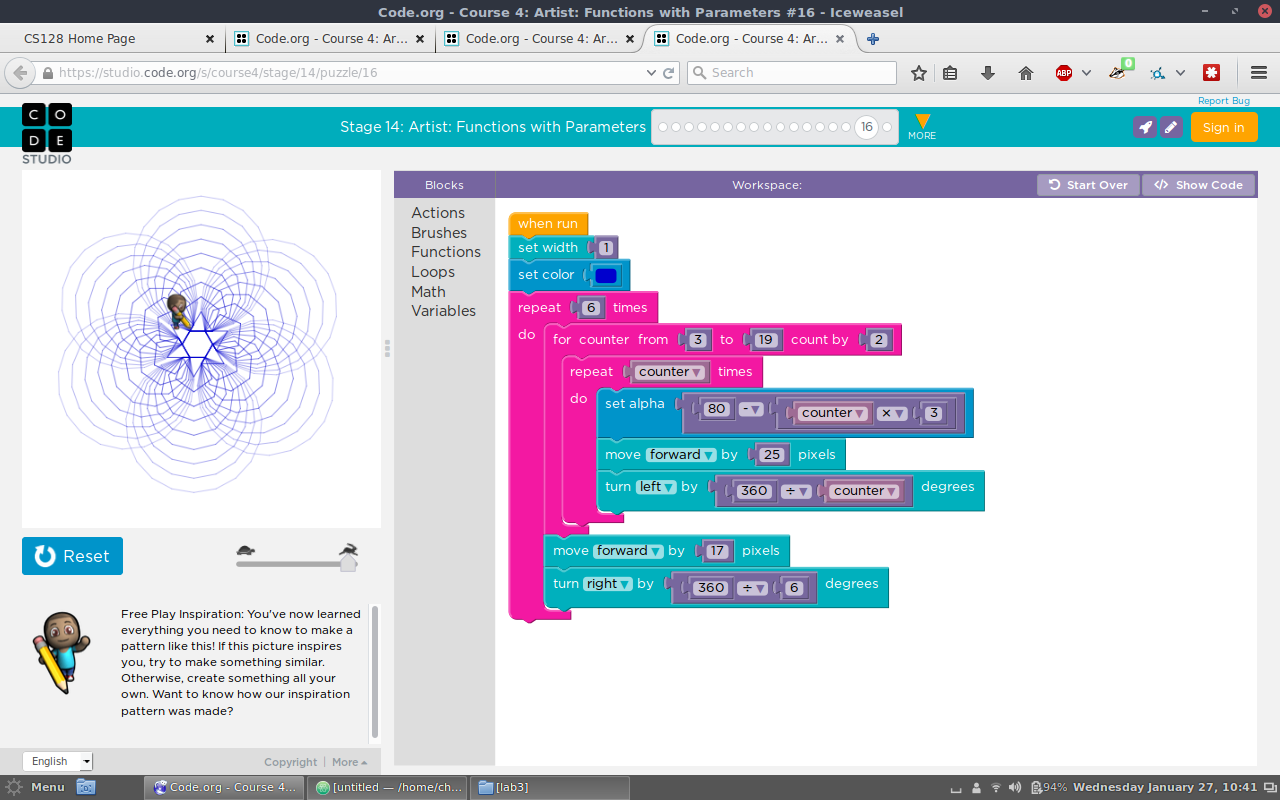 Code.org - Course 4: Artist: Functions with Parameters #16 - Iceweasel
CS128 Home Page
Code.org - Course 4: Ar...
Code.org - Course 4: Ar...
Code.org - Course 4: Ar...
https://studio.code.org/s/course4/stage/14/puzzle/16
Search
ABP
0
Report Bug
C O
D E
STUDIO
Stage 14: Artist: Functions with Parameters
16
MORE
Sign in
Blocks
Workspace:
Start Over
</> Show Code
Actions
Brushes
Functions
Loops
Math
Variables
when run
set width 1
set color
repeat 6 times
do
for counter from 3 to 19 count by 2
repeat counter times
do
set alpha 80 - counter × 3
move forward by 25 pixels
turn left by 360 ÷ counter degrees
move forward by 17 pixels
turn right by 360 ÷ 6 degrees
Reset
Free Play Inspiration: You've now learned
everything you need to know to make a
pattern like this! If this picture inspires
you, try to make something similar.
Otherwise, create something all your
own. Want to know how our inspiration
pattern was made?
English
Copyright | More
Menu
Code.org - Course 4...
[untitled — /home/ch...
[lab3]
94%
Wednesday January 27, 10:41